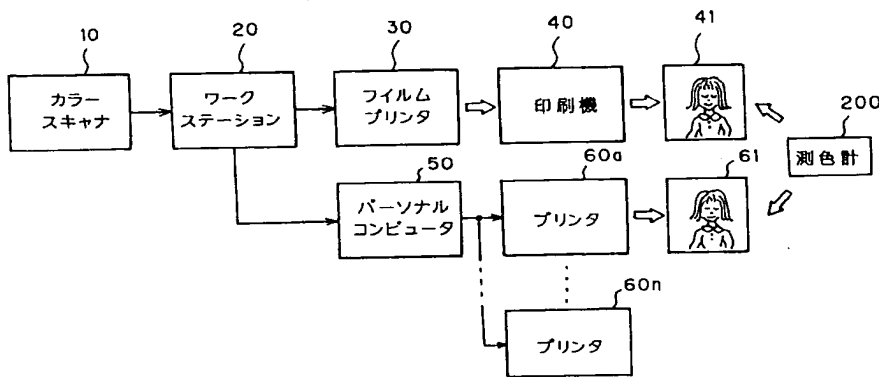 10
20
30
40
41
カラー
スキャナ
ワーク
ステーション
フイルム
プリンタ
印刷機
200
測色計
50
60a
61
パーソナル
コンピュータ
プリンタ
60n
プリンタ